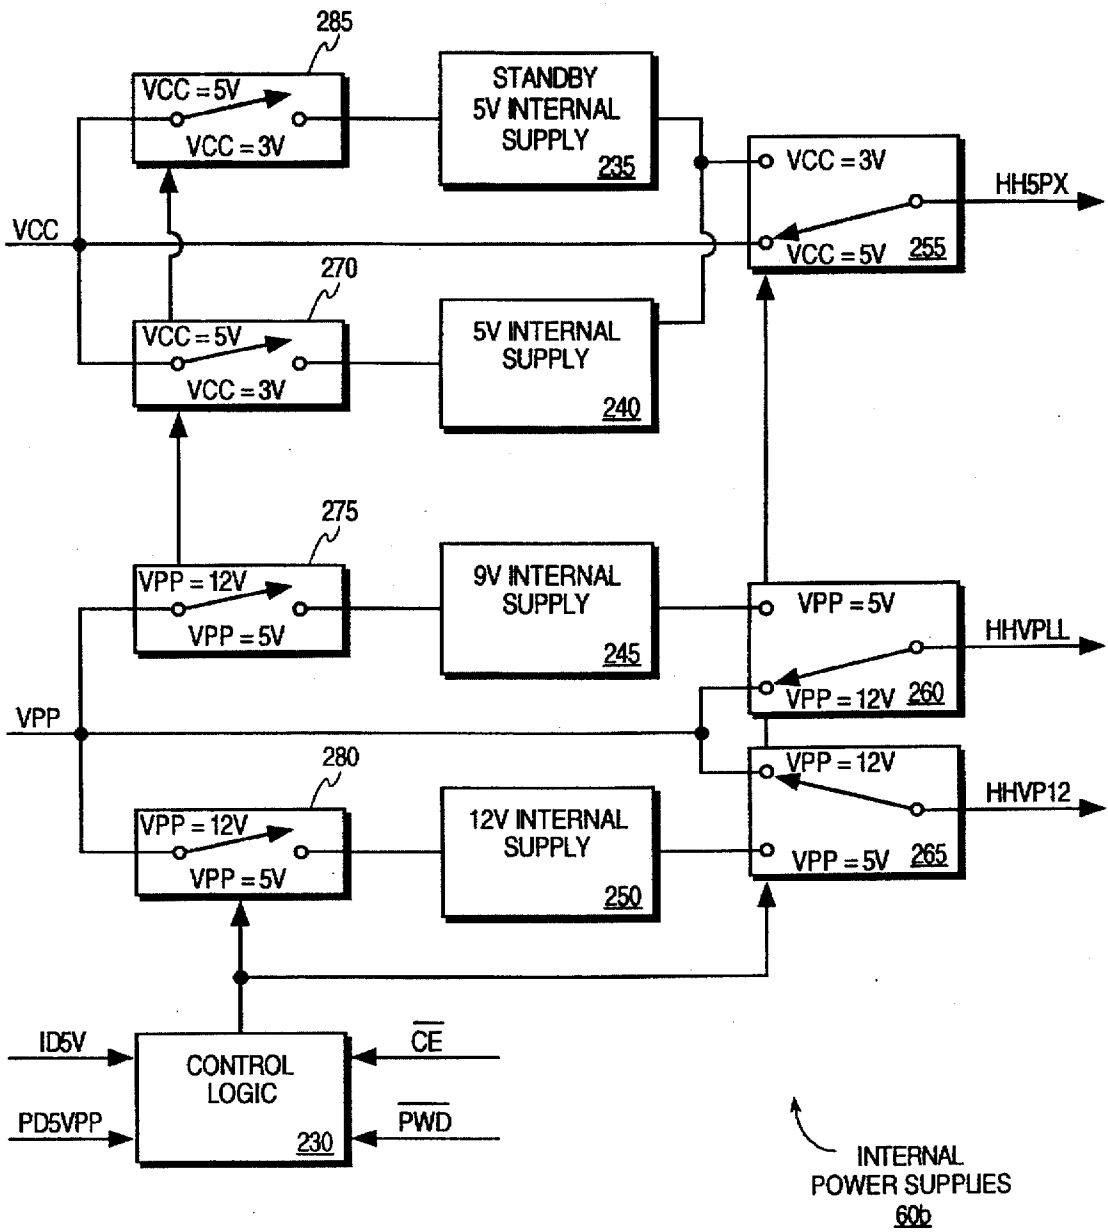 285
VCC = 5V
VCC = 3V
STANDBY
5V INTERNAL
SUPPLY
235
VCC = 3V
VCC = 5V
255
HH5PX
VCC
270
VCC = 5V
VCC = 3V
5V INTERNAL
SUPPLY
240
275
VPP = 12V
VPP = 5V
9V INTERNAL
SUPPLY
245
VPP = 5V
VPP = 12V
260
HHVPLL
VPP
280
VPP = 12V
VPP = 5V
12V INTERNAL
SUPPLY
250
VPP = 12V
VPP = 5V
265
HHVP12
ID5V
PD5VPP
CONTROL
LOGIC
230
C̅E̅
P̅W̅D̅
INTERNAL
POWER SUPPLIES
60b